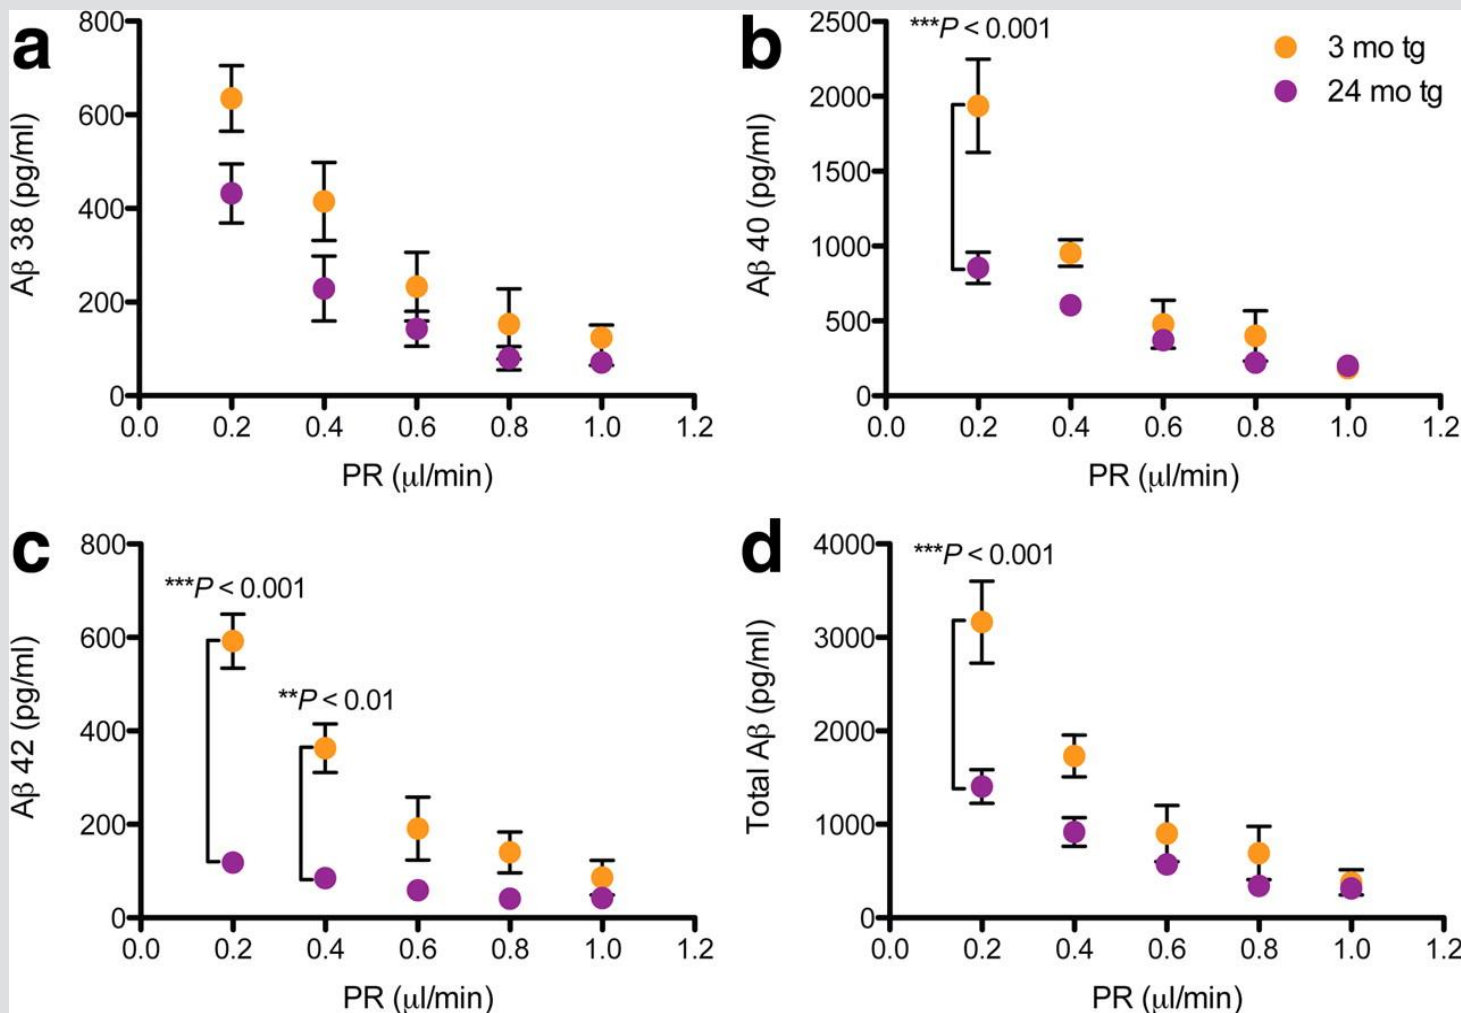 a
800
600
400
200
0
Aβ 38 (pg/ml)
0.0 0.2 0.4 0.6 0.8 1.0 1.2
PR (μl/min)
b
2500
2000
1500
1000
500
0
Aβ 40 (pg/ml)
***P < 0.001
3 mo tg
24 mo tg
0.0 0.2 0.4 0.6 0.8 1.0 1.2
PR (μl/min)
c
800
600
400
200
0
Aβ 42 (pg/ml)
***P < 0.001
**P < 0.01
0.0 0.2 0.4 0.6 0.8 1.0 1.2
PR (μl/min)
d
4000
3000
2000
1000
0
Total Aβ (pg/ml)
***P < 0.001
0.0 0.2 0.4 0.6 0.8 1.0 1.2
PR (μl/min)